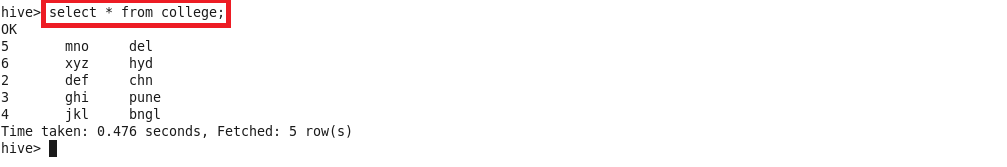 hive> select * from college;
OK
5       mno     del
6       xyz     hyd
2       def     chn
3       ghi     pune
4       jkl     bngl
Time taken: 0.476 seconds, Fetched: 5 row(s)
hive>